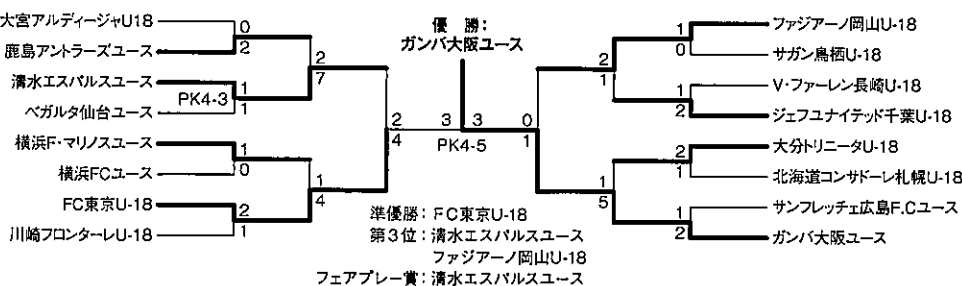 大宮アルディージャU18
0
2
鹿島アントラーズユース
2
7
清水エスパルスユース
1
PK4-3
1
ベガルタ仙台ユース
2
4
横浜F・マリノスユース
1
0
横浜FCユース
1
4
FC東京U-18
2
1
川崎フロンターレU-18
優　勝：
ガンバ大阪ユース
3 3
PK4-5
ファジアーノ岡山U-18
1
0
サガン鳥栖U-18
2
1
V・ファーレン長崎U-18
1
2
ジェフユナイテッド千葉U-18
0
1
大分トリニータU-18
2
1
北海道コンサドーレ札幌U-18
1
5
サンフレッチェ広島F.Cユース
1
2
ガンバ大阪ユース
準優勝：FC東京U-18
第3位：清水エスパルスユース
ファジアーノ岡山U-18
フェアプレー賞：清水エスパルスユース